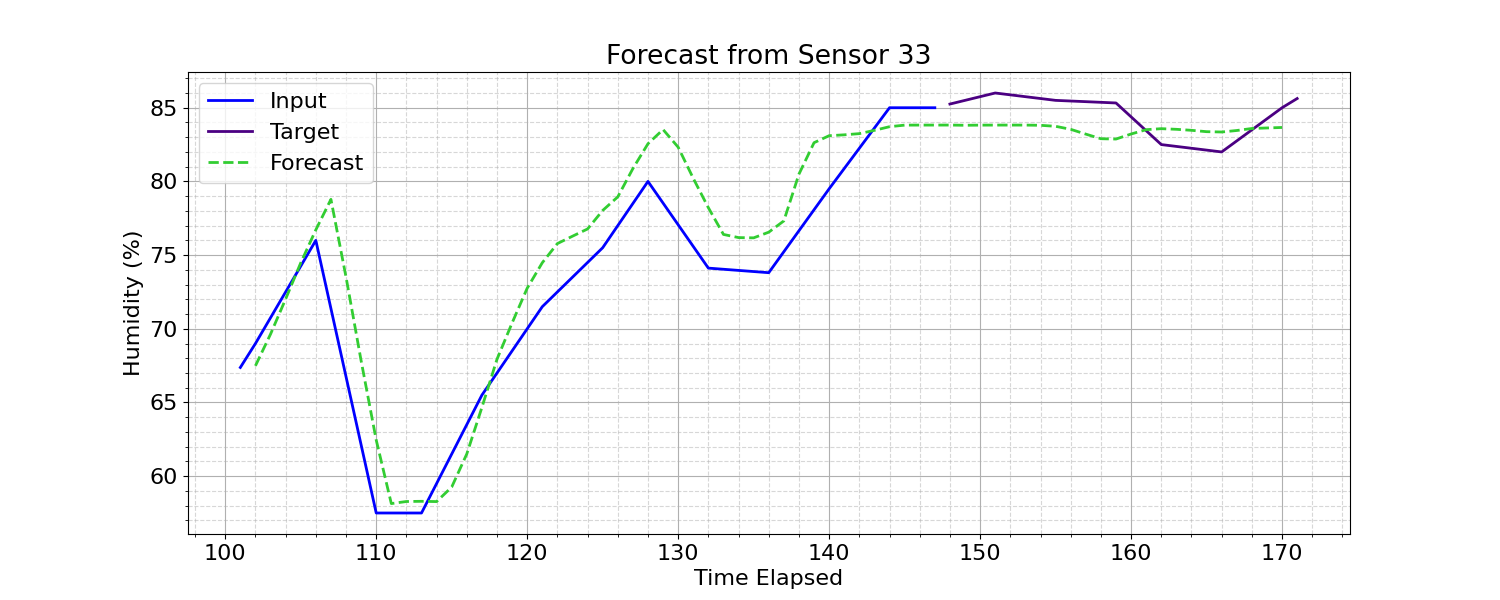 Forecast from Sensor 33
Input
Target
Forecast
Humidity (%)
85
80
75
70
65
60
100 110 120 130 140 150 160 170
Time Elapsed